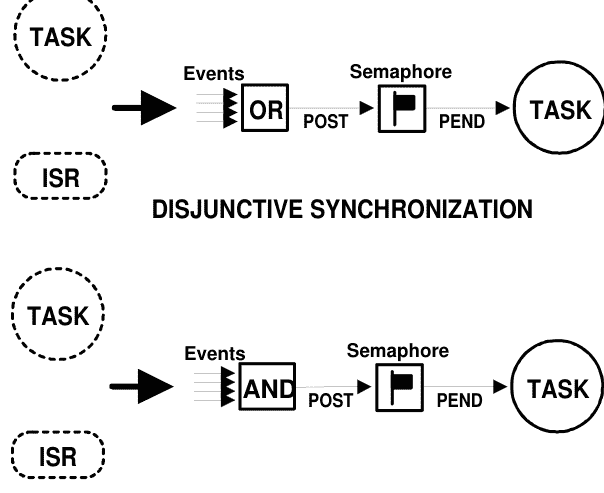 TASK
Events
Semaphore
OR
POST
PEND
TASK
ISR
DISJUNCTIVE SYNCHRONIZATION
TASK
Events
Semaphore
AND
POST
PEND
TASK
ISR